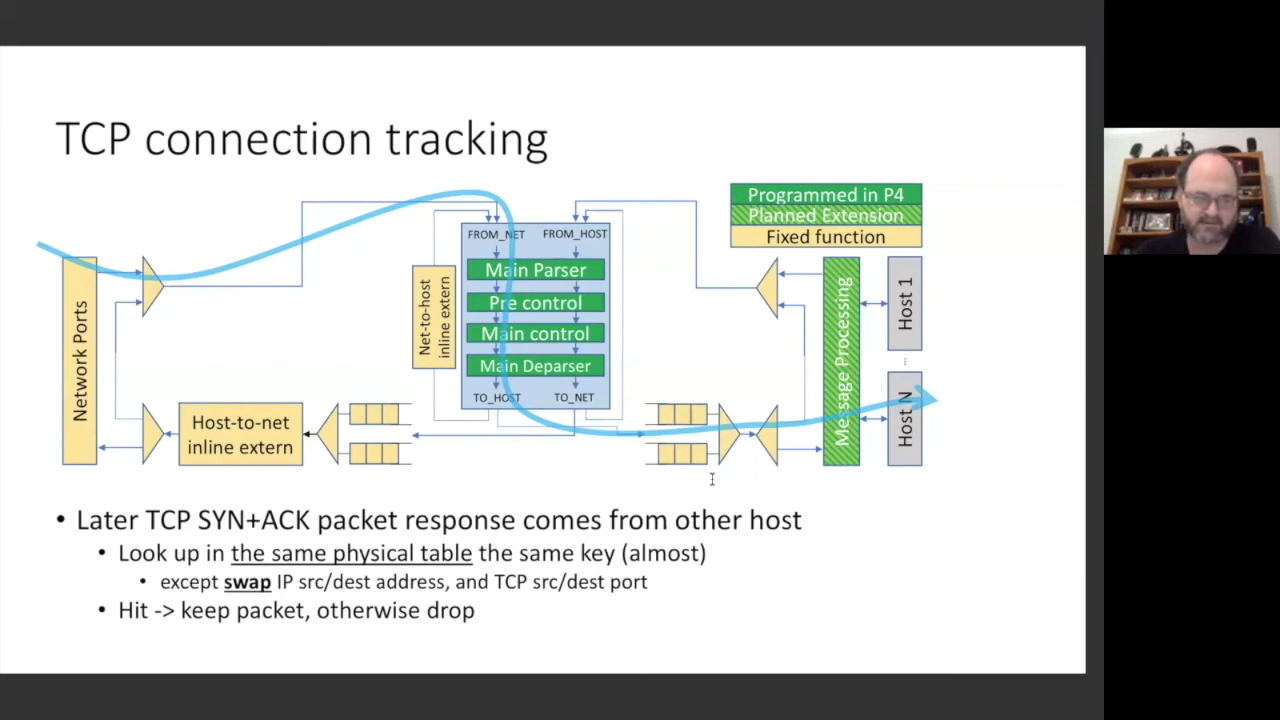 TCP connection tracking
Programmed in P4
Planned Extension
Fixed function
FROM_NET
FROM_HOST
Main Parser
Pre control
Main control
Main Deparser
TO_HOST
TO_NET
Network Ports
Net-to-host
inline extern
Host-to-net
inline extern
Message Processing
Host 1
...
Host N
• Later TCP SYN+ACK packet response comes from other host
• Look up in the same physical table the same key (almost)
• except swap IP src/dest address, and TCP src/dest port
• Hit -> keep packet, otherwise drop